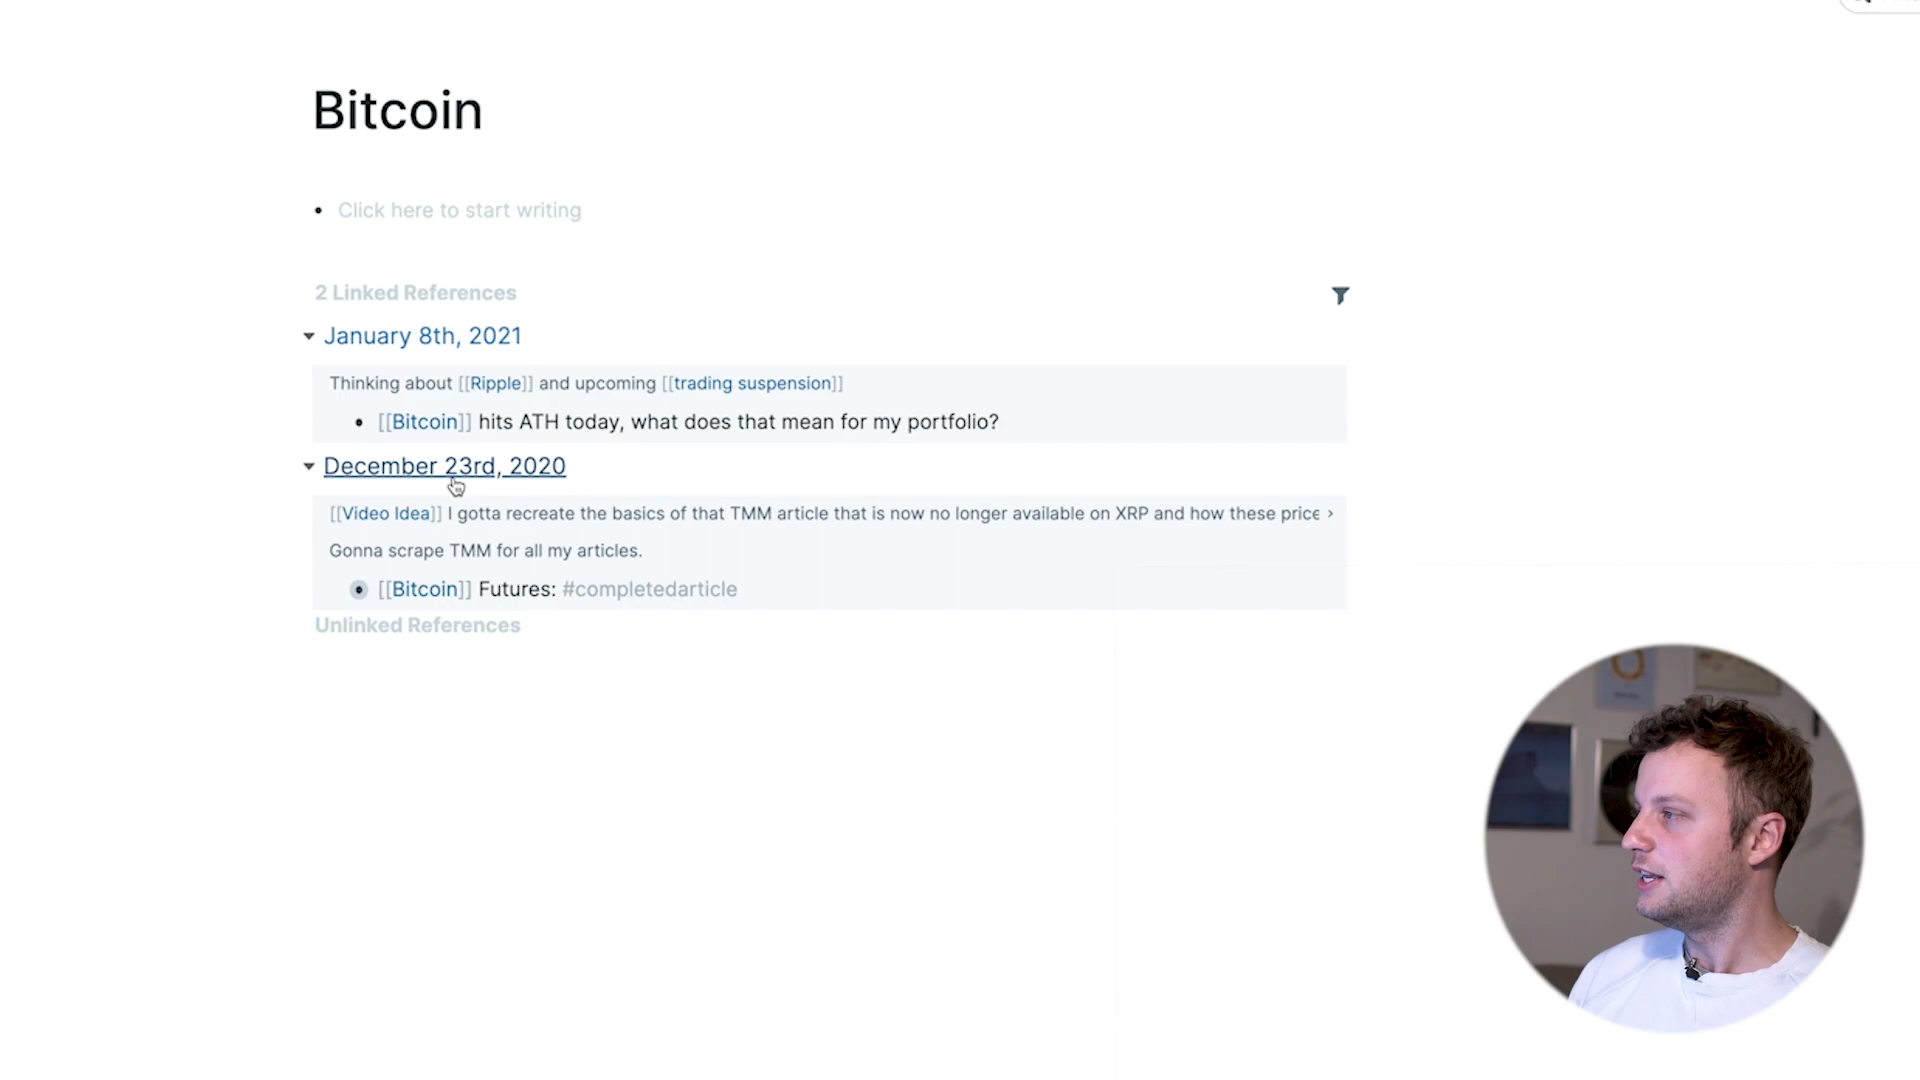 Bitcoin
Click here to start writing
2 Linked References
January 8th, 2021
Thinking about [[Ripple]] and upcoming [[trading suspension]]
[[Bitcoin]] hits ATH today, what does that mean for my portfolio?
December 23rd, 2020
[[Video Idea]] I gotta recreate the basics of that TMM article that is now no longer available on XRP and how these price
Gonna scrape TMM for all my articles.
[[Bitcoin]] Futures: #completedarticle
Unlinked References